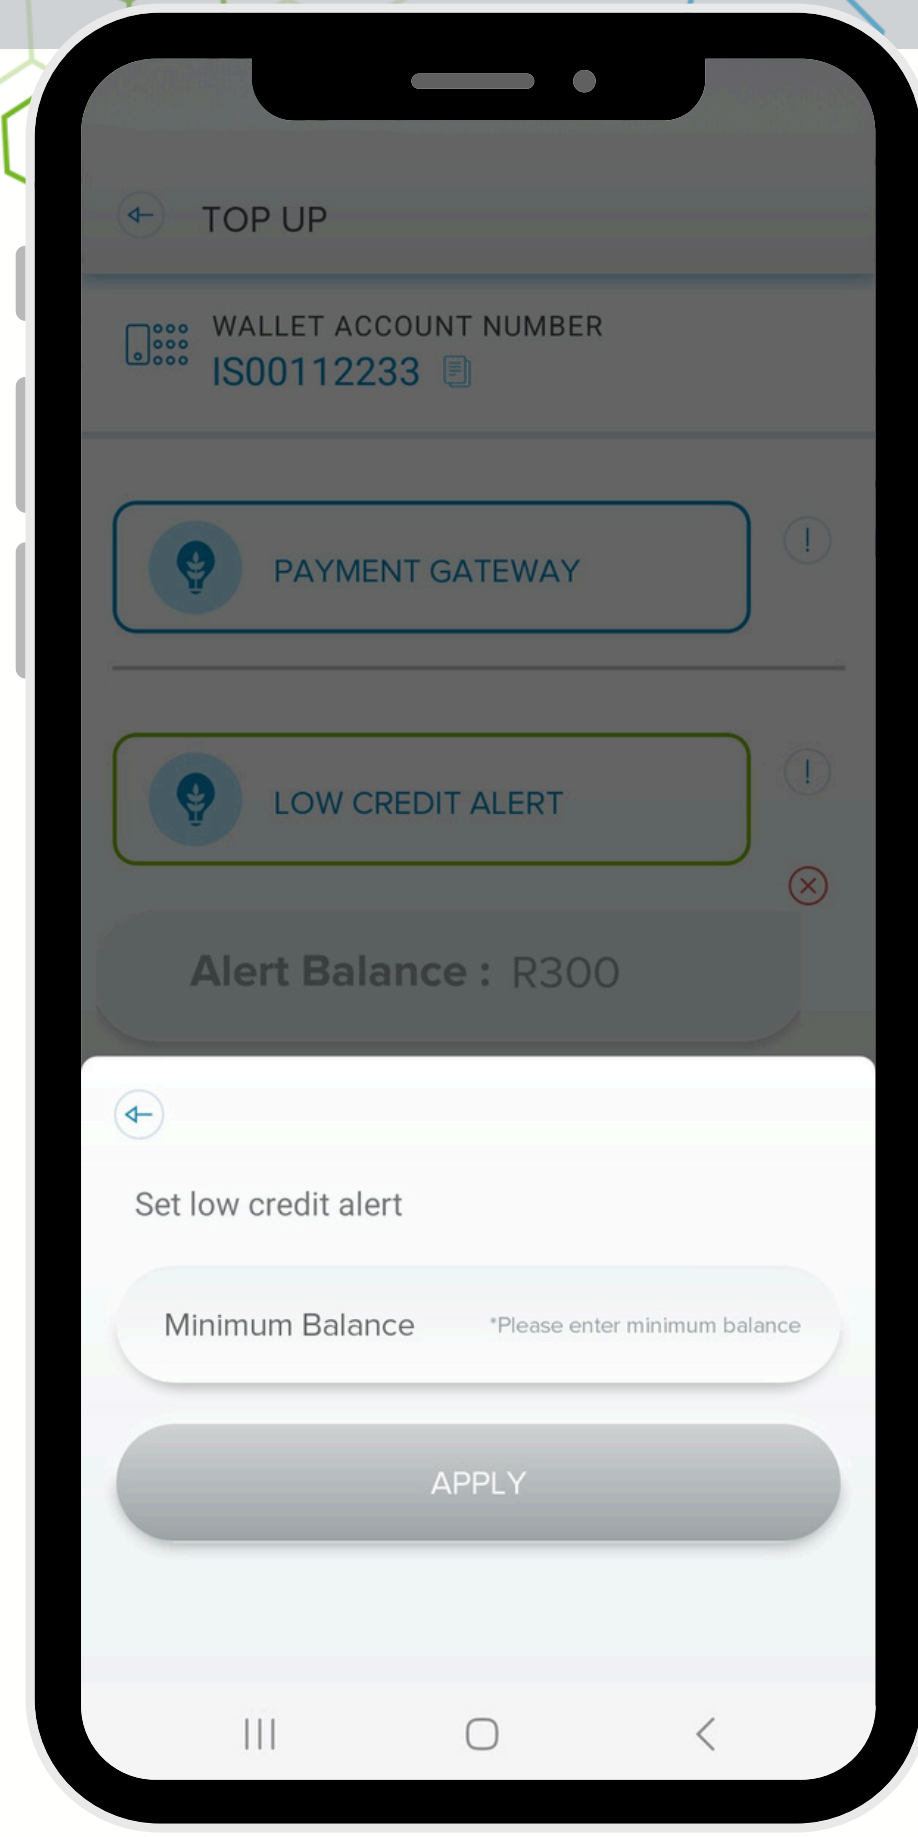 TOP UP
WALLET ACCOUNT NUMBER
IS00112233
PAYMENT GATEWAY
!
LOW CREDIT ALERT
!
Alert Balance : R300
Set low credit alert
Minimum Balance *Please enter minimum balance
APPLY